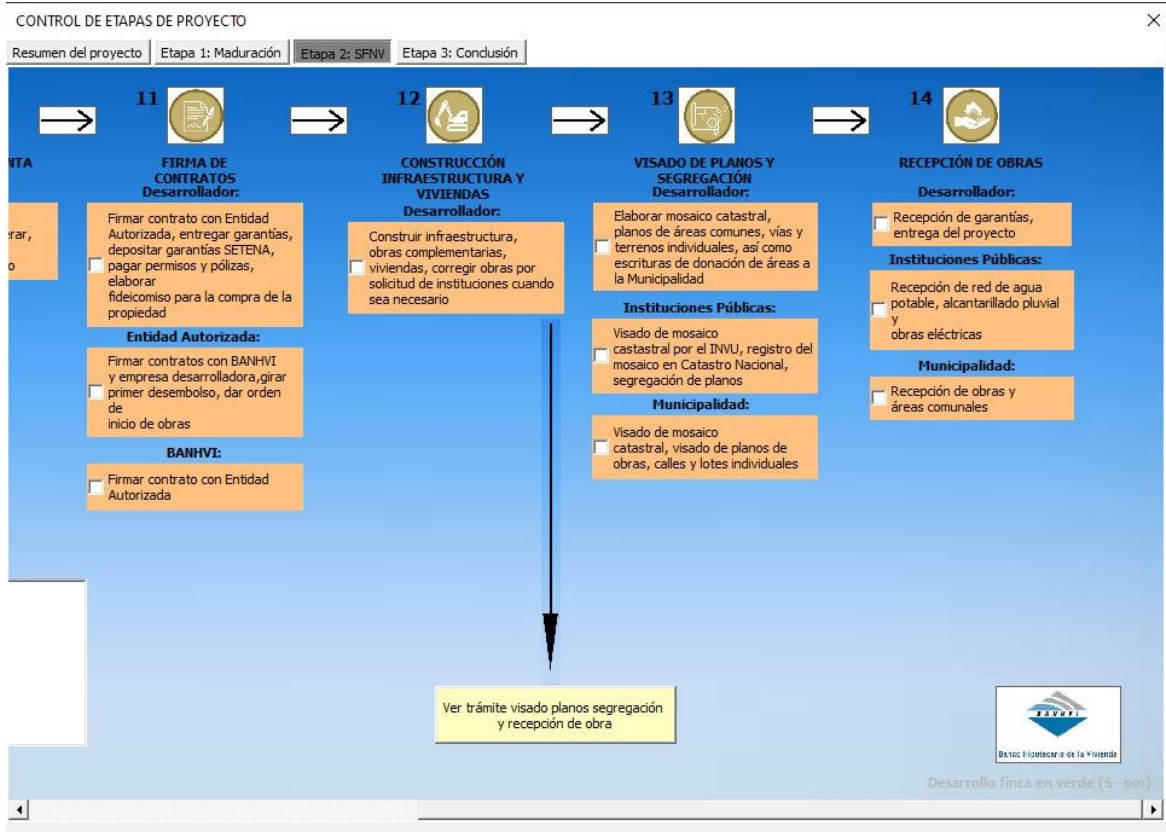 CONTROL DE ETAPAS DE PROYECTO
Resumen del proyecto
Etapa 1: Maduración
Etapa 2: SFNV
Etapa 3: Conclusión
NTA
erar,
o
11
FIRMA DE
CONTRATOS
Desarrollador:
Firmar contrato con Entidad
Autorizada, entregar garantías,
depositar garantías SETENA,
pagar permisos y pólizas,
elaborar
fideicomiso para la compra de la
propiedad
Entidad Autorizada:
Firmar contratos con BANHVI
y empresa desarrolladora,girar
primer desembolso, dar orden
de
inicio de obras
BANHVI:
Firmar contrato con Entidad
Autorizada
12
CONSTRUCCIÓN
INFRAESTRUCTURA Y
VIVIENDAS
Desarrollador:
Construir infraestructura,
obras complementarias,
viviendas, corregir obras por
solicitud de instituciones cuando
sea necesario
13
VISADO DE PLANOS Y
SEGREGACIÓN
Desarrollador:
Elaborar mosaico catastral,
planos de áreas comunes, vías y
terrenos individuales, así como
escrituras de donación de áreas a
la Municipalidad
Instituciones Públicas:
Visado de mosaico
castastral por el INVU, registro del
mosaico en Catastro Nacional,
segregación de planos
Municipalidad:
Visado de mosaico
catastral, visado de planos de
obras, calles y lotes individuales
14
RECEPCIÓN DE OBRAS
Desarrollador:
Recepción de garantías,
entrega del proyecto
Instituciones Públicas:
Recepción de red de agua
potable, alcantarillado pluvial
y
obras eléctricas
Municipalidad:
Recepción de obras y
áreas comunales
Ver trámite visado planos segregación
y recepción de obra
BANHVI
Banco Hipotecario de la Vivienda
Desarrollo finca en verde (S - 001)